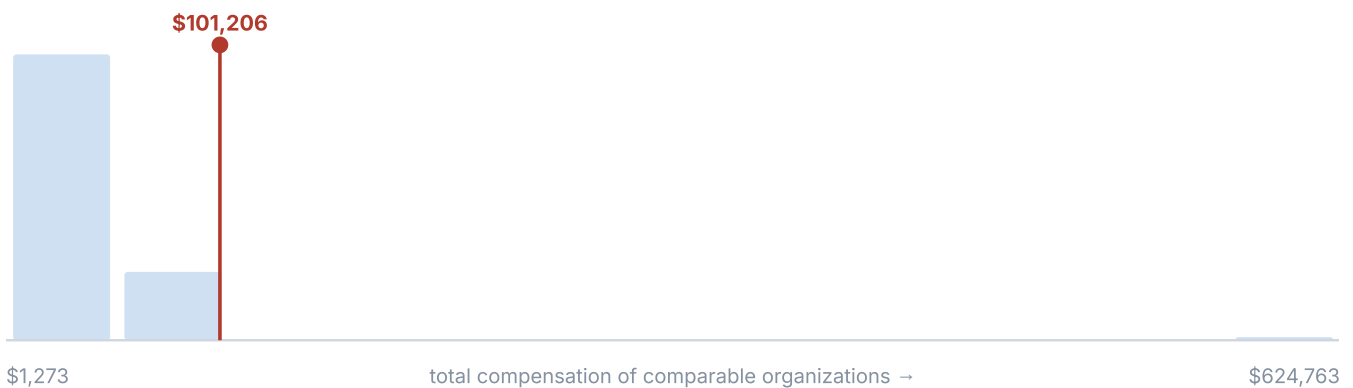 $101,206
$1,273
total compensation of comparable organizations →
$624,763